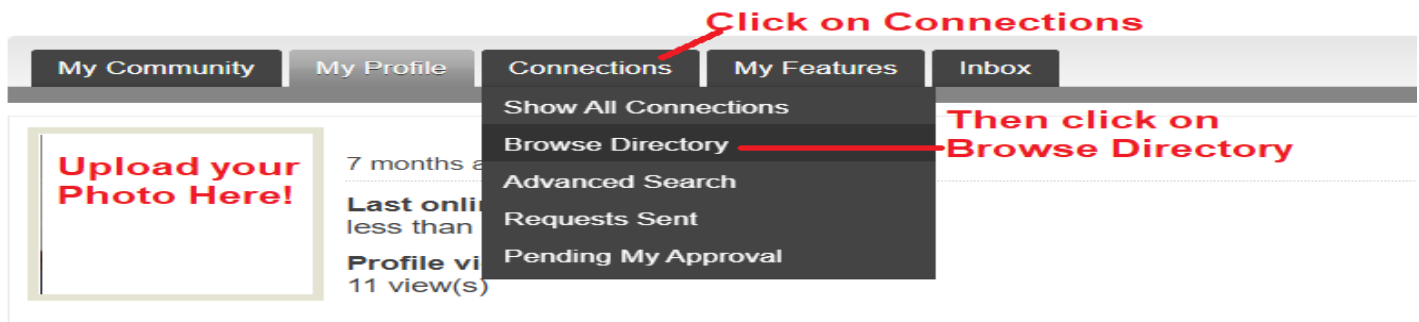 Click on Connections
My Community My Profile Connections My Features Inbox
Show All Connections
Browse Directory
Advanced Search
Requests Sent
Pending My Approval
Then click on
Browse Directory
Upload your
Photo Here!
7 months
Last
less than
Profile
11 view(s)